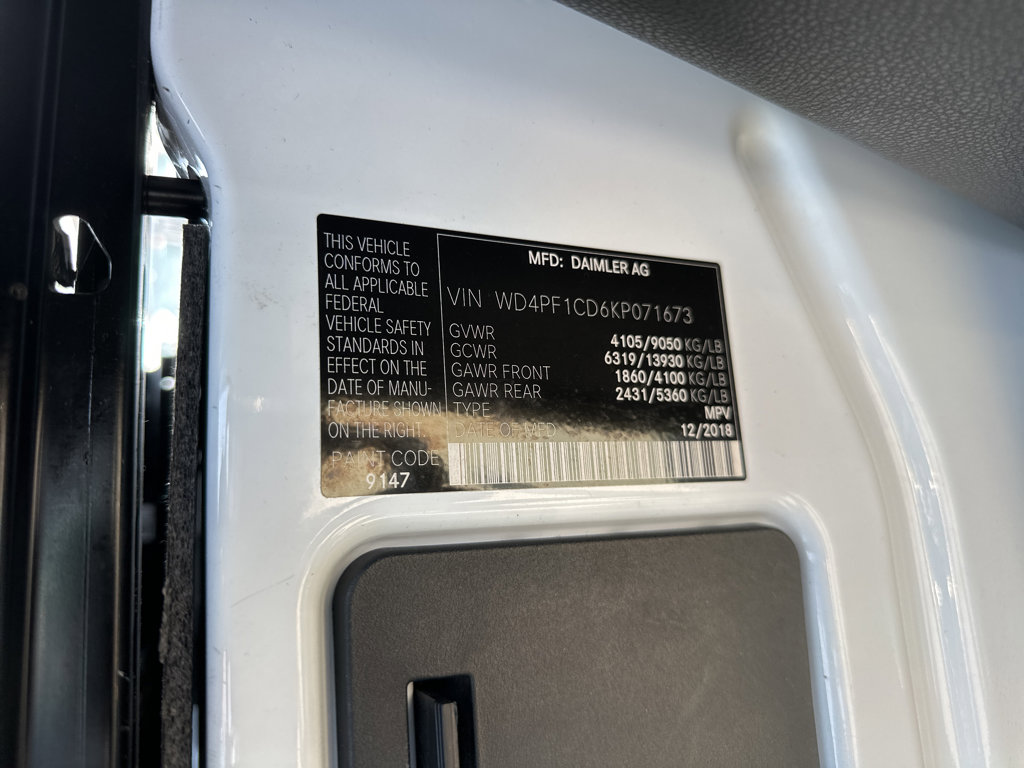 THIS VEHICLE
CONFORMS TO
ALL APPLICABLE
FEDERAL
VEHICLE SAFETY
STANDARDS IN
EFFECT ON THE
DATE OF MANU-
FACTURE SHOWN
ON THE RIGHT.
PAINT CODE
9147
MFD: DAIMLER AG
VIN WD4PF1CD6KP071673
GVWR 4105/9050 KG/LB
GCWR 6319/13930 KG/LB
GAWR FRONT 1860/4100 KG/LB
GAWR REAR 2431/5360 KG/LB
TYPE MPV
DATE OF MFD 12/2018